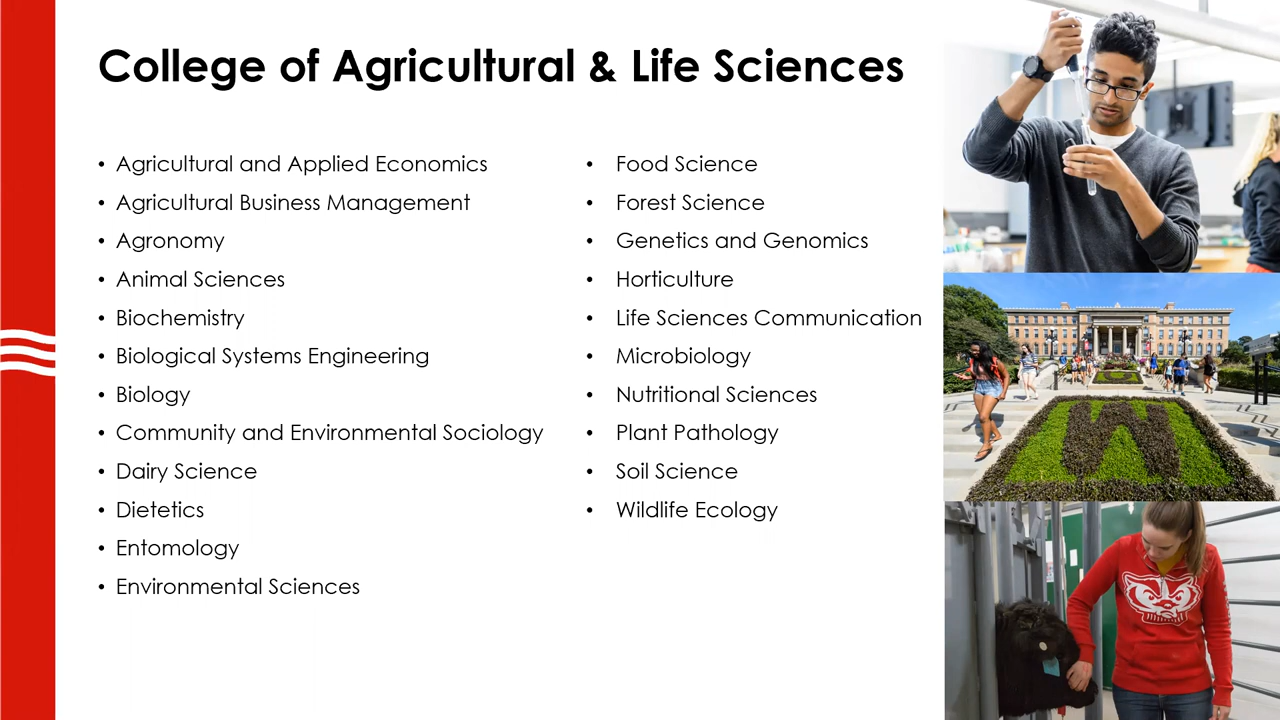 College of Agricultural & Life Sciences
• Agricultural and Applied Economics
• Agricultural Business Management
• Agronomy
• Animal Sciences
• Biochemistry
• Biological Systems Engineering
• Biology
• Community and Environmental Sociology
• Dairy Science
• Dietetics
• Entomology
• Environmental Sciences
• Food Science
• Forest Science
• Genetics and Genomics
• Horticulture
• Life Sciences Communication
• Microbiology
• Nutritional Sciences
• Plant Pathology
• Soil Science
• Wildlife Ecology
W